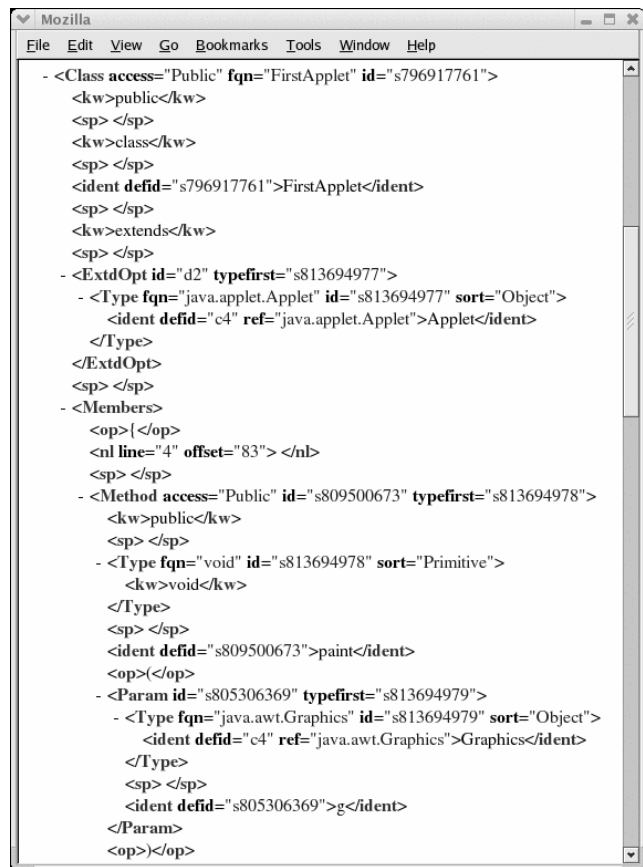 Mozilla
File Edit View Go Bookmarks Tools Window Help
- <Class access="Public" fqn="FirstApplet" id="s796917761">
<kw>public</kw>
<sp> </sp>
<kw>class</kw>
<sp> </sp>
<ident defid="s796917761">FirstApplet</ident>
<sp> </sp>
<kw>extends</kw>
<sp> </sp>
- <ExtdOpt id="d2" typefirst="s813694977">
- <Type fqn="java.applet.Applet" id="s813694977" sort="Object">
<ident defid="c4" ref="java.applet.Applet">Applet</ident>
</Type>
</ExtdOpt>
<sp> </sp>
- <Members>
<op>{</op>
<nl line="4" offset="83"> </nl>
<sp> </sp>
- <Method access="Public" id="s809500673" typefirst="s813694978">
<kw>public</kw>
<sp> </sp>
- <Type fqn="void" id="s813694978" sort="Primitive">
<kw>void</kw>
</Type>
<sp> </sp>
<ident defid="s809500673">paint</ident>
<op>(</op>
- <Param id="s805306369" typefirst="s813694979">
- <Type fqn="java.awt.Graphics" id="s813694979" sort="Object">
<ident defid="c4" ref="java.awt.Graphics">Graphics</ident>
</Type>
<sp> </sp>
<ident defid="s805306369">g</ident>
</Param>
<op>)</op>